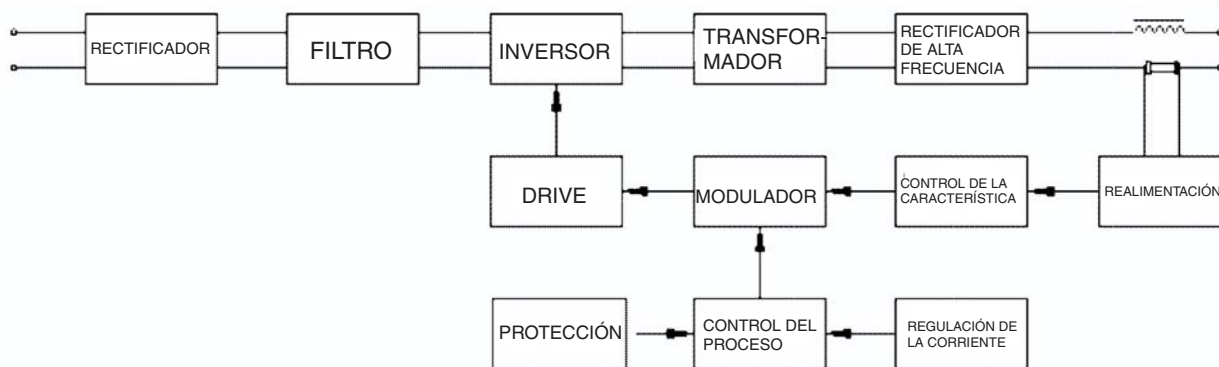 RECTIFICADOR
FILTRO
INVERSOR
TRANSFOR-
MADOR
RECTIFICADOR
DE ALTA
FRECUENCIA
DRIVE
MODULADOR
CONTROL DE LA
CARACTERÍSTICA
REALIMENTACIÓN
PROTECCIÓN
CONTROL DEL
PROCESO
REGULACIÓN DE
LA CORRIENTE